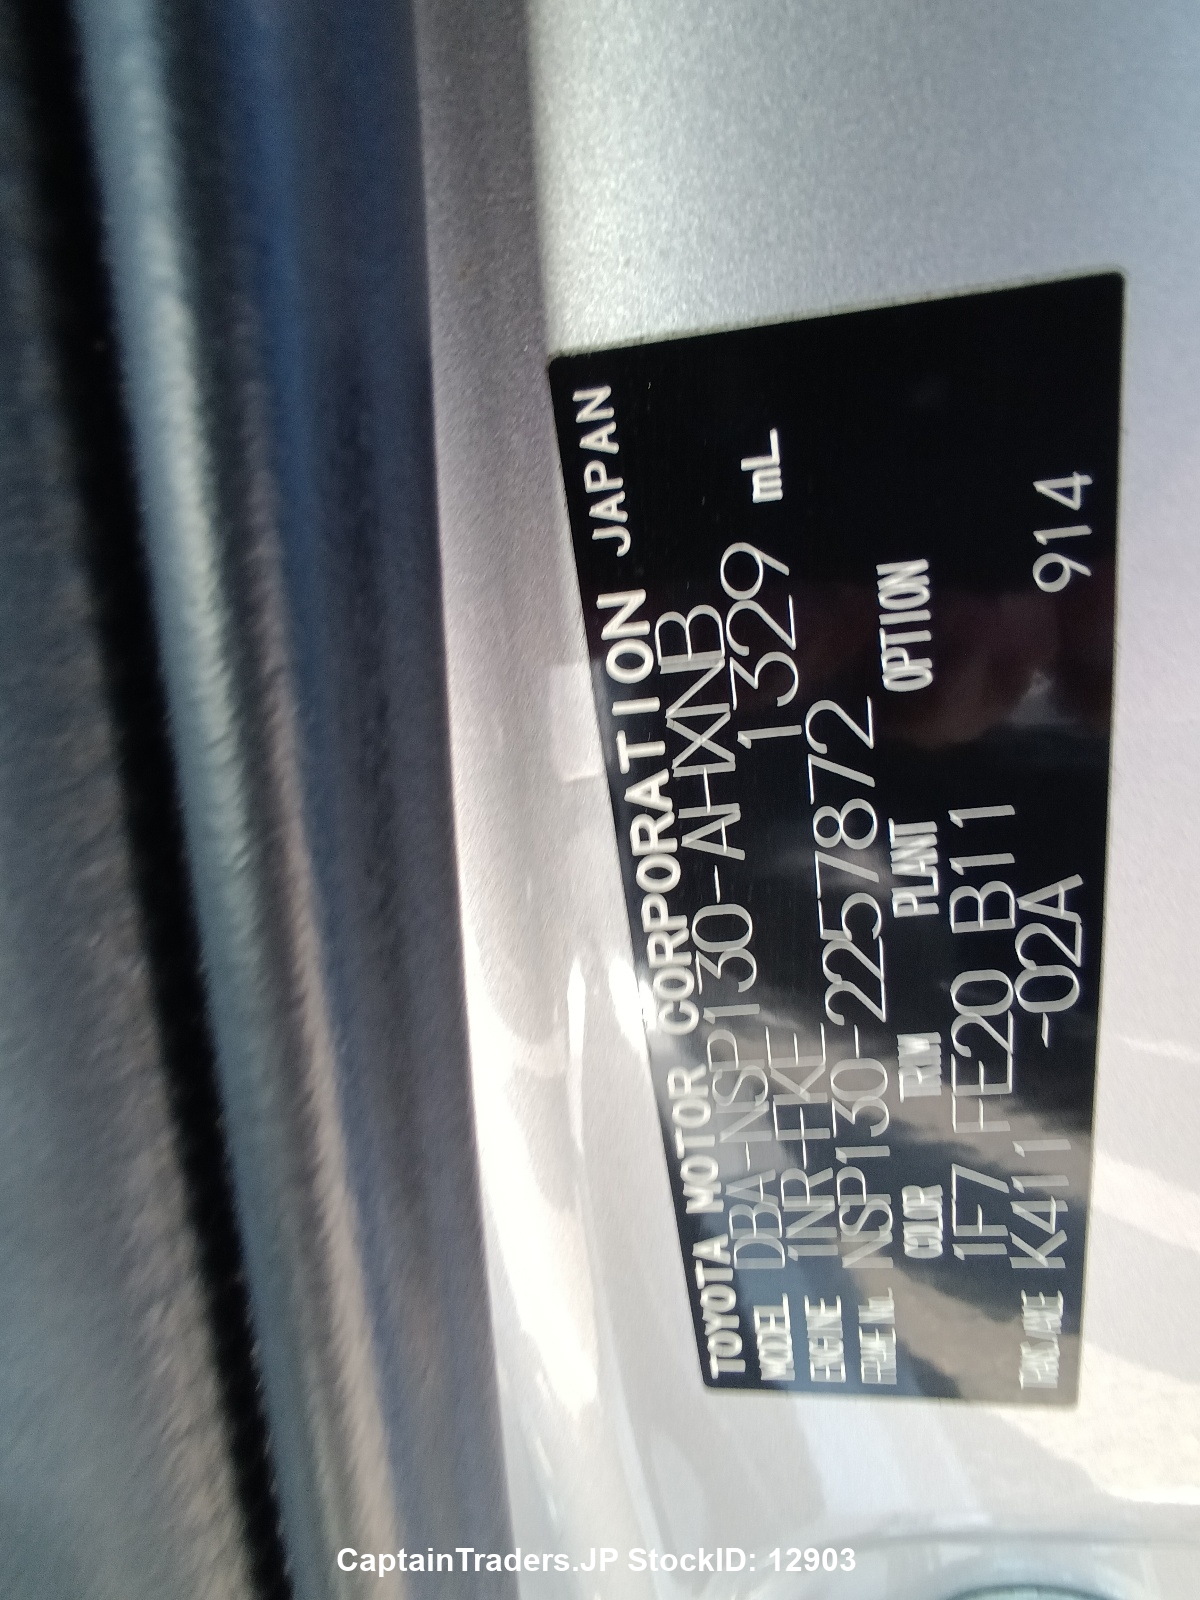 TOYOTA MOTOR CORPORATION JAPAN
MODEL DBA-NSP130-AHXNB
ENGINE 1NR-FKE 1329 mL
FRAME No. NSP130-2257872
COLOR TRIM PLANT OPTION
1F7 FE20 B11
TRANS./AXLE K411 -02A 914
CaptainTraders.JP StockID: 12903